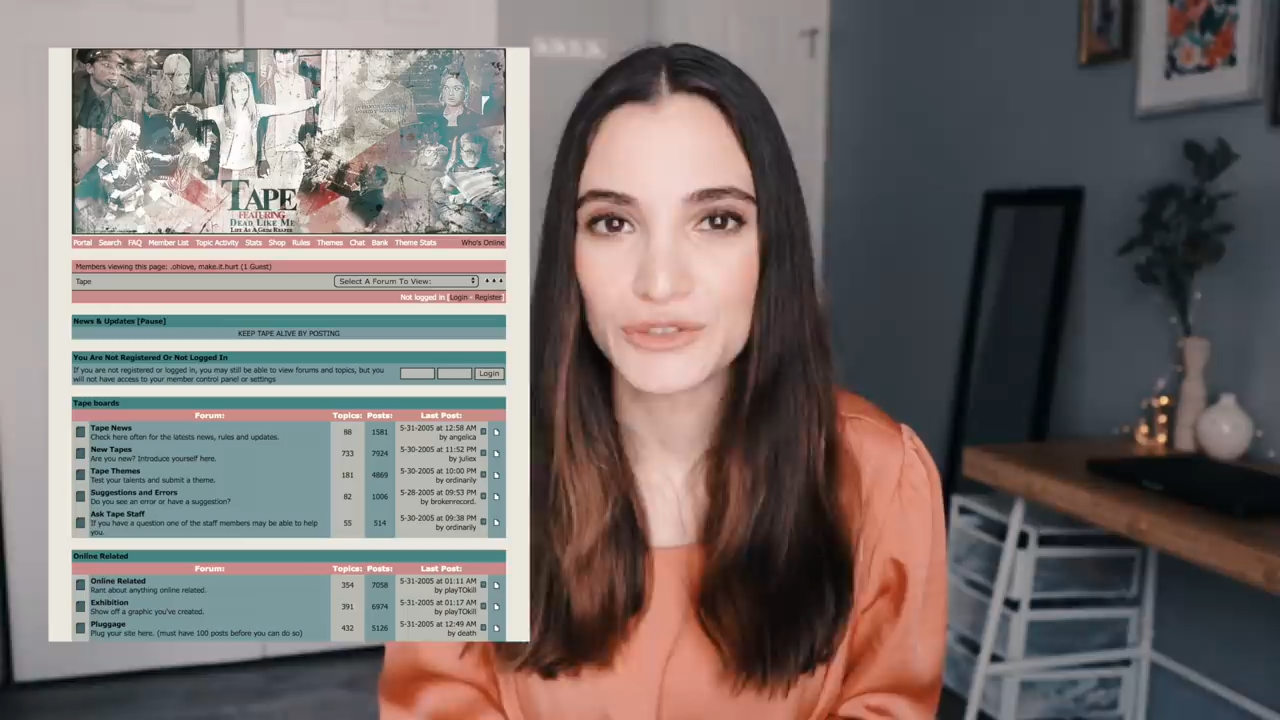 TAPE
FEATURING
DEAD LIKE ME
LIFE AS A GRIM REAPER
Portal Search FAQ Member List Topic Activity Stats Shop Rules Themes Chat Bank Theme Stats Who's Online
Members viewing this page: .ohlove, make.it.hurt (1 Guest)
Tape Select A Forum To View:
Not logged in [Login - Register]
News & Updates [Pause]
KEEP TAPE ALIVE BY POSTING
You Are Not Registered Or Not Logged In
If you are not registered or logged in, you may still be able to view forums and topics, but you
will not have access to your member control panel or settings
Login
Tape boards
Forum: Topics: Posts: Last Post:
Tape News
Check here often for the latests news, rules and updates.
88 1581 5-31-2005 at 12:58 AM
by angelica
New Tapes
Are you new? Introduce yourself here.
733 7924 5-30-2005 at 11:52 PM
by juliex
Tape Themes
Test your talents and submit a theme.
181 4869 5-30-2005 at 10:00 PM
by ordinarily
Suggestions and Errors
Do you see an error or have a suggestion?
82 1006 5-28-2005 at 09:53 PM
by brokenrecord.
Ask Tape Staff
If you have a question one of the staff members may be able to help
you.
55 514 5-30-2005 at 09:38 PM
by ordinarily
Online Related
Forum: Topics: Posts: Last Post:
Online Related
Rant about anything online related.
354 7058 5-31-2005 at 01:11 AM
by playTOkill
Exhibition
Show off a graphic you've created.
391 6974 5-31-2005 at 01:17 AM
by playTOkill
Pluggage
Plug your site here. (must have 100 posts before you can do so)
432 5126 5-31-2005 at 12:49 AM
by death